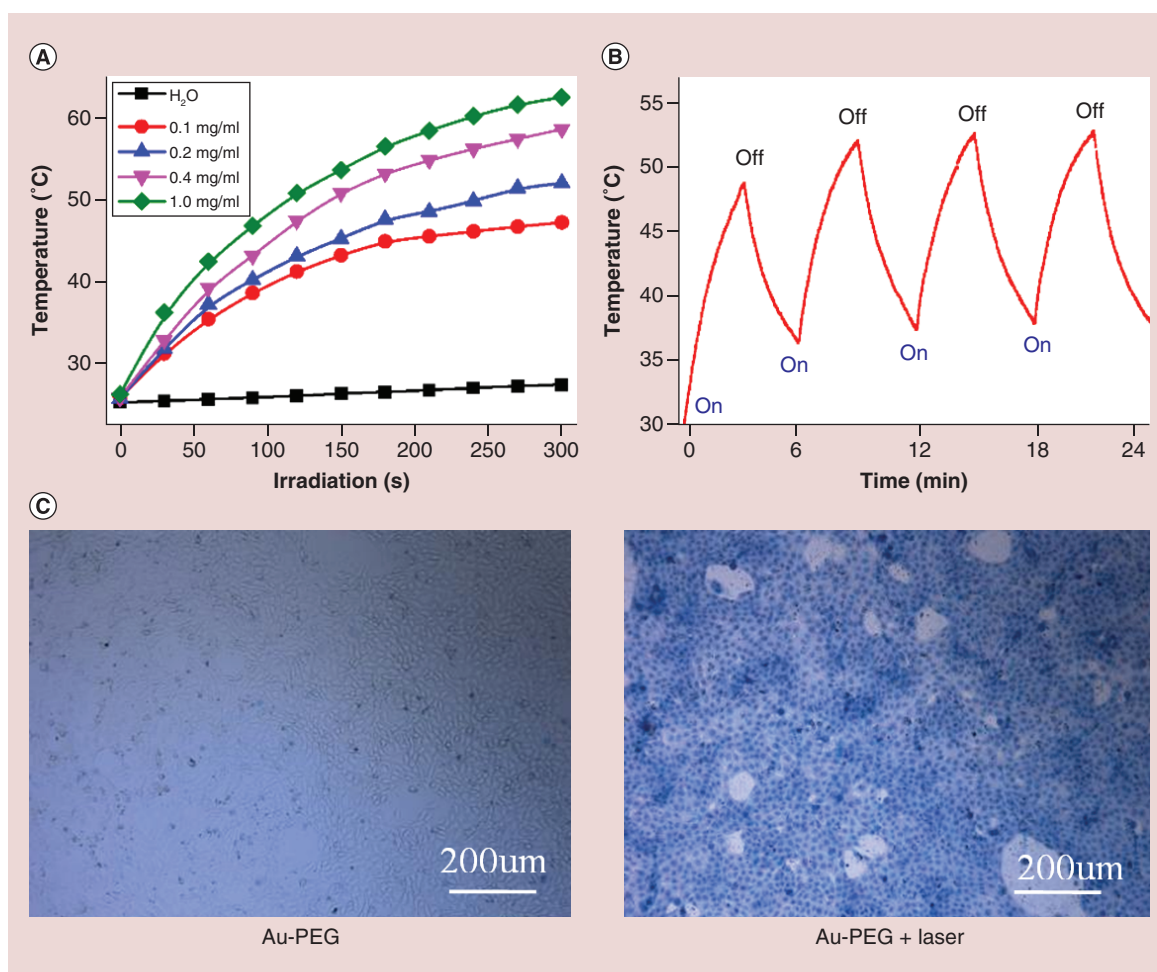 A
H₂O
0.1 mg/ml
0.2 mg/ml
0.4 mg/ml
1.0 mg/ml
60
50
40
30
Temperature (˚C)
0 50 100 150 200 250 300
Irradiation (s)
B
55
50
45
40
35
30
Temperature (˚C)
Off Off Off Off
On On On On
0 6 12 18 24
Time (min)
C
200um
200um
Au-PEG
Au-PEG + laser